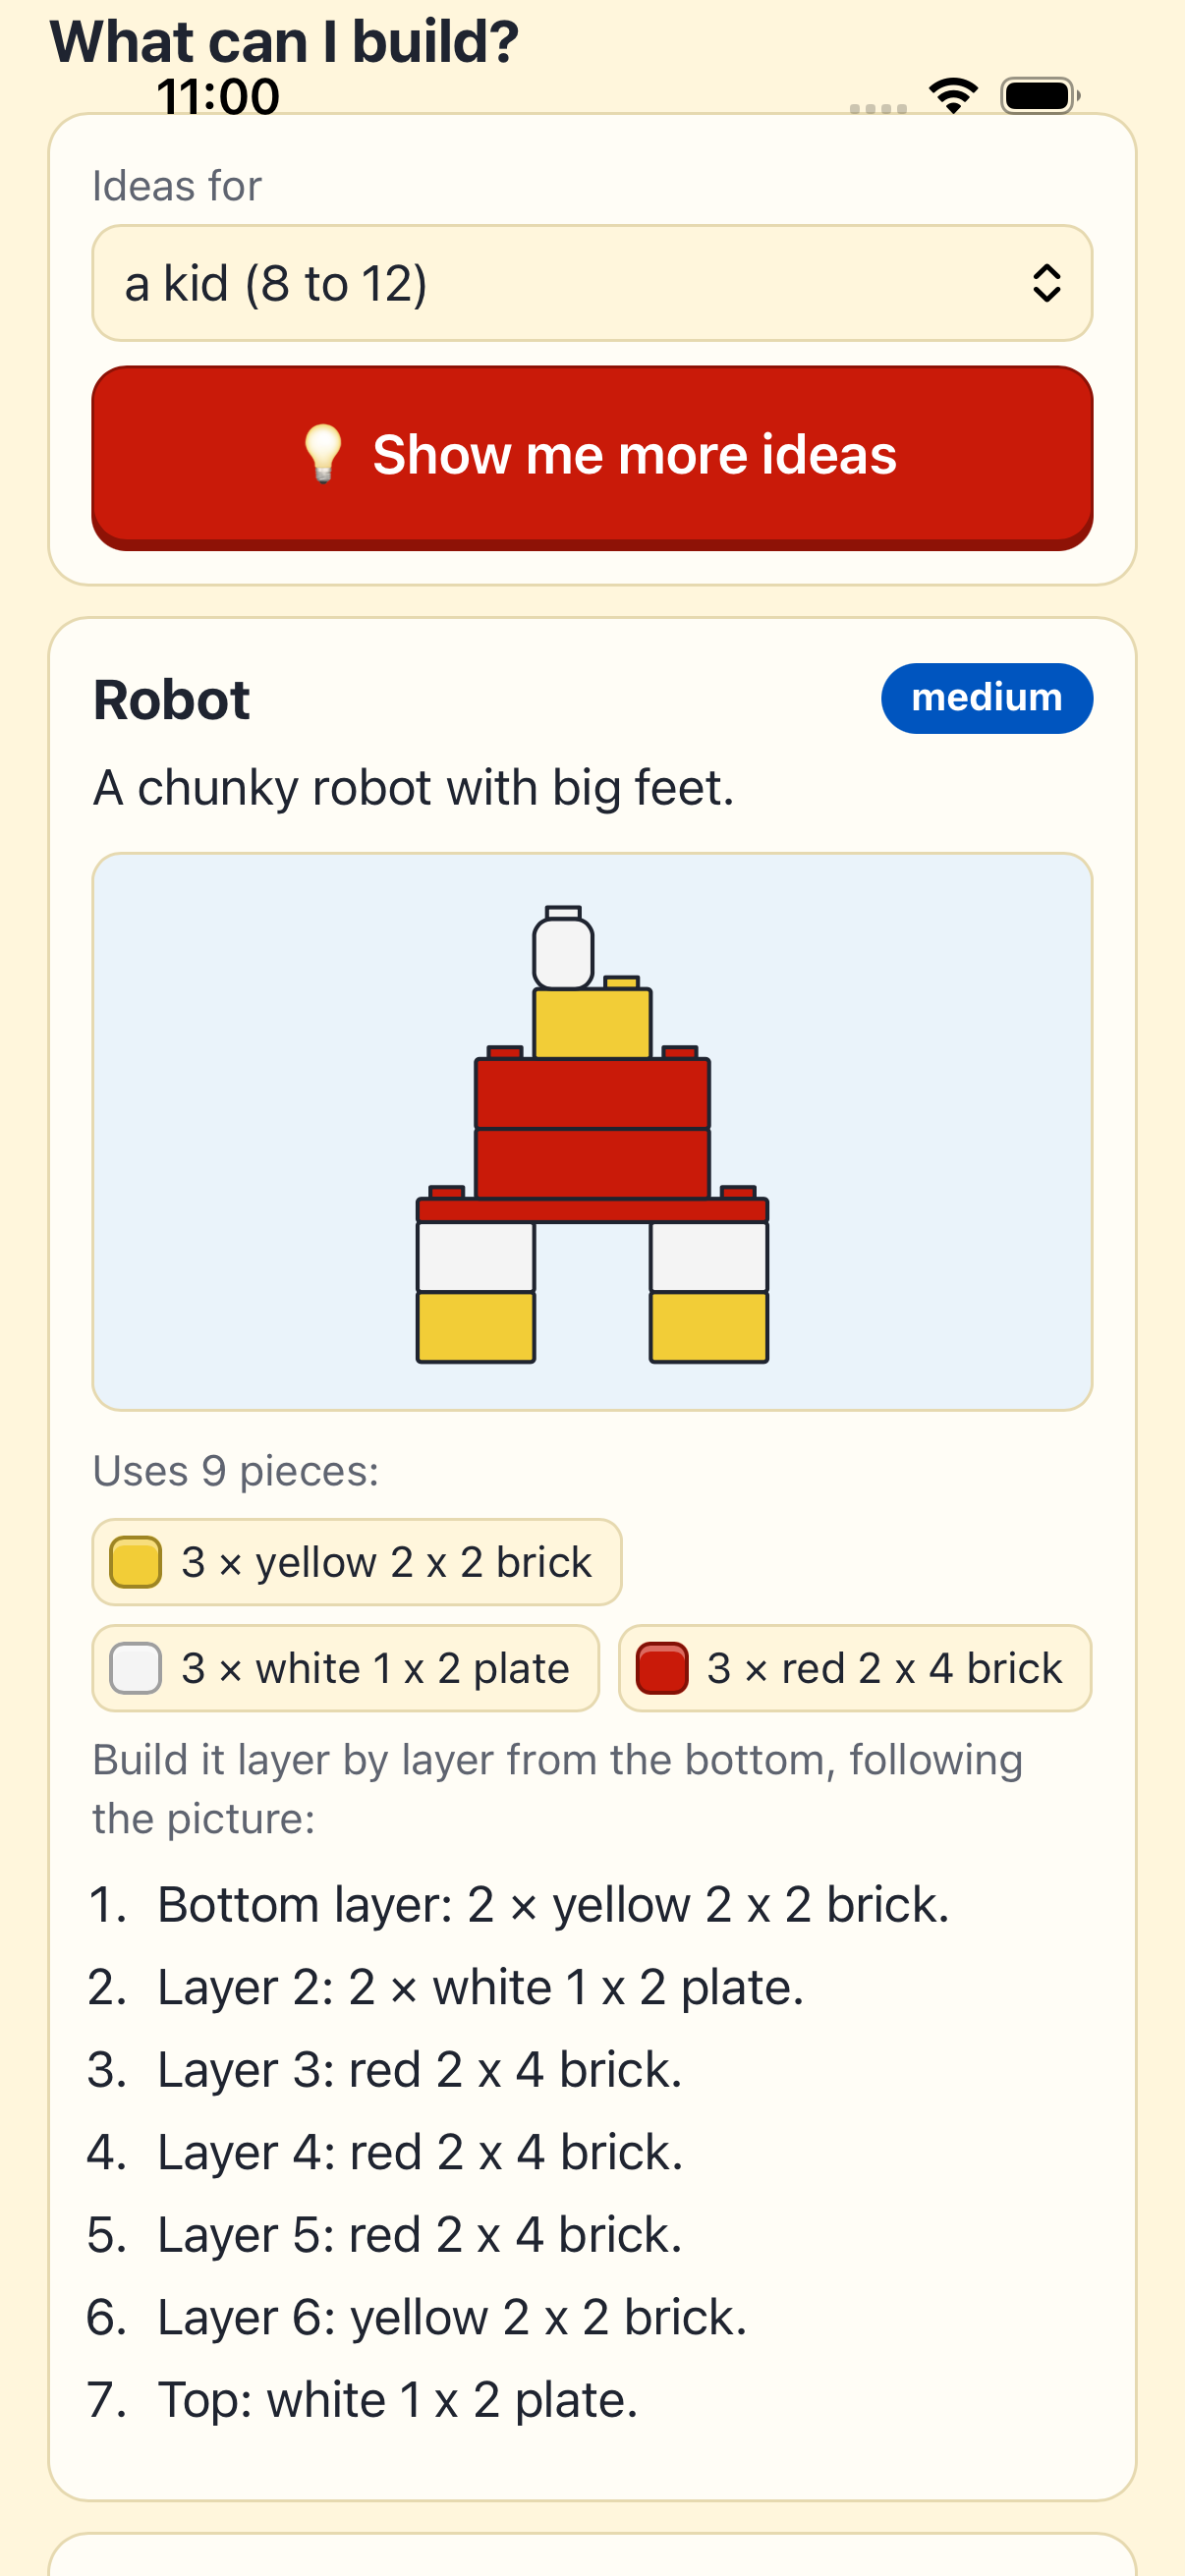 What can I build?
11:00
Ideas for
a kid (8 to 12)
💡 Show me more ideas
Robot
medium
A chunky robot with big feet.
Uses 9 pieces:
3 × yellow 2 x 2 brick
3 × white 1 x 2 plate
3 × red 2 x 4 brick
Build it layer by layer from the bottom, following
the picture:
1. Bottom layer: 2 × yellow 2 x 2 brick.
2. Layer 2: 2 × white 1 x 2 plate.
3. Layer 3: red 2 x 4 brick.
4. Layer 4: red 2 x 4 brick.
5. Layer 5: red 2 x 4 brick.
6. Layer 6: yellow 2 x 2 brick.
7. Top: white 1 x 2 plate.